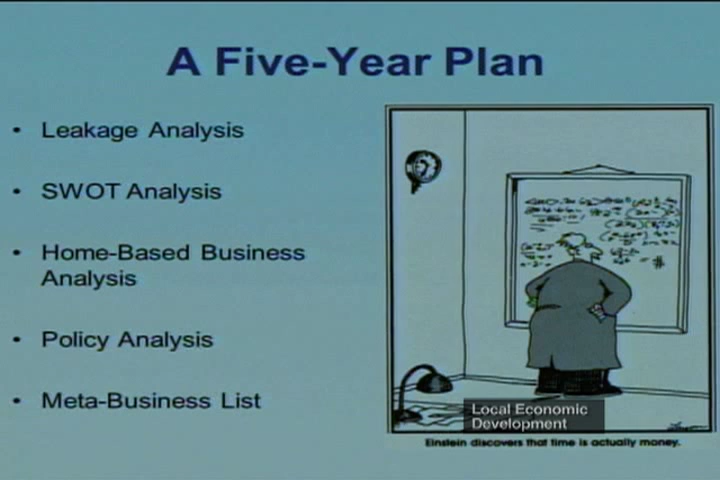 A Five-Year Plan
• Leakage Analysis
• SWOT Analysis
• Home-Based Business
Analysis
• Policy Analysis
• Meta-Business List
Local Economic
Development
Einstein discovers that time is actually money.